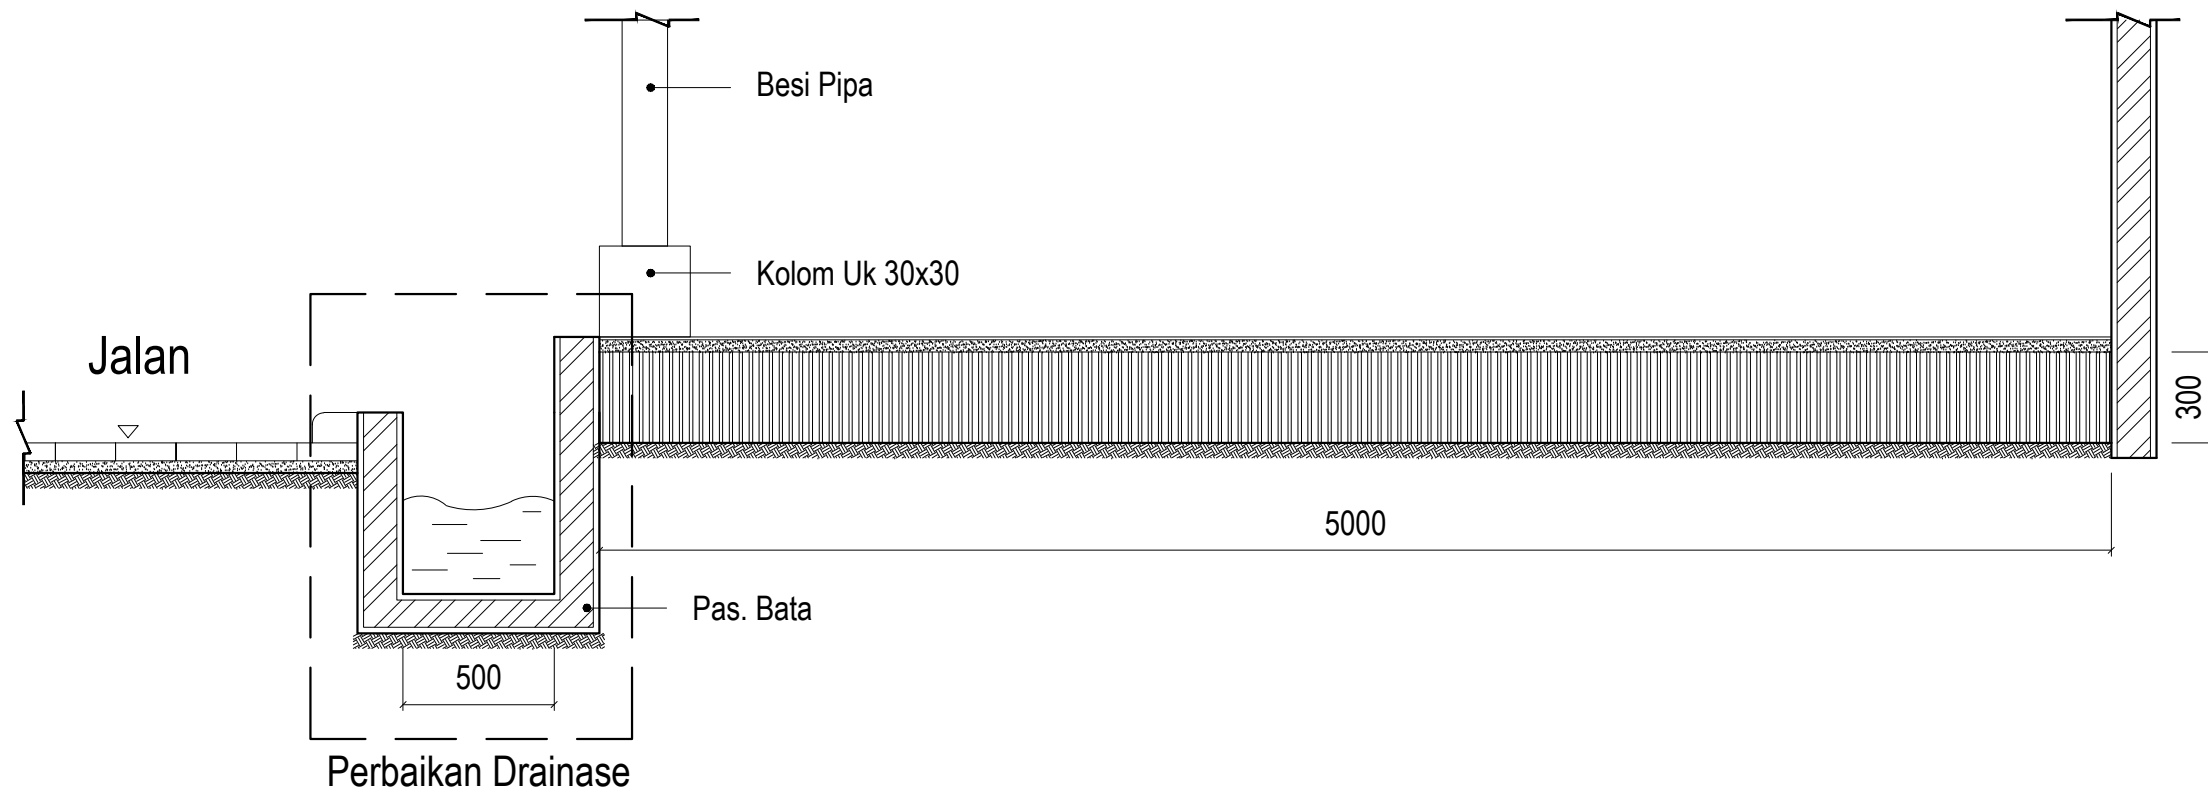 Besi Pipa
Kolom Uk 30x30
Jalan
300
5000
Pas. Bata
500
Perbaikan Drainase